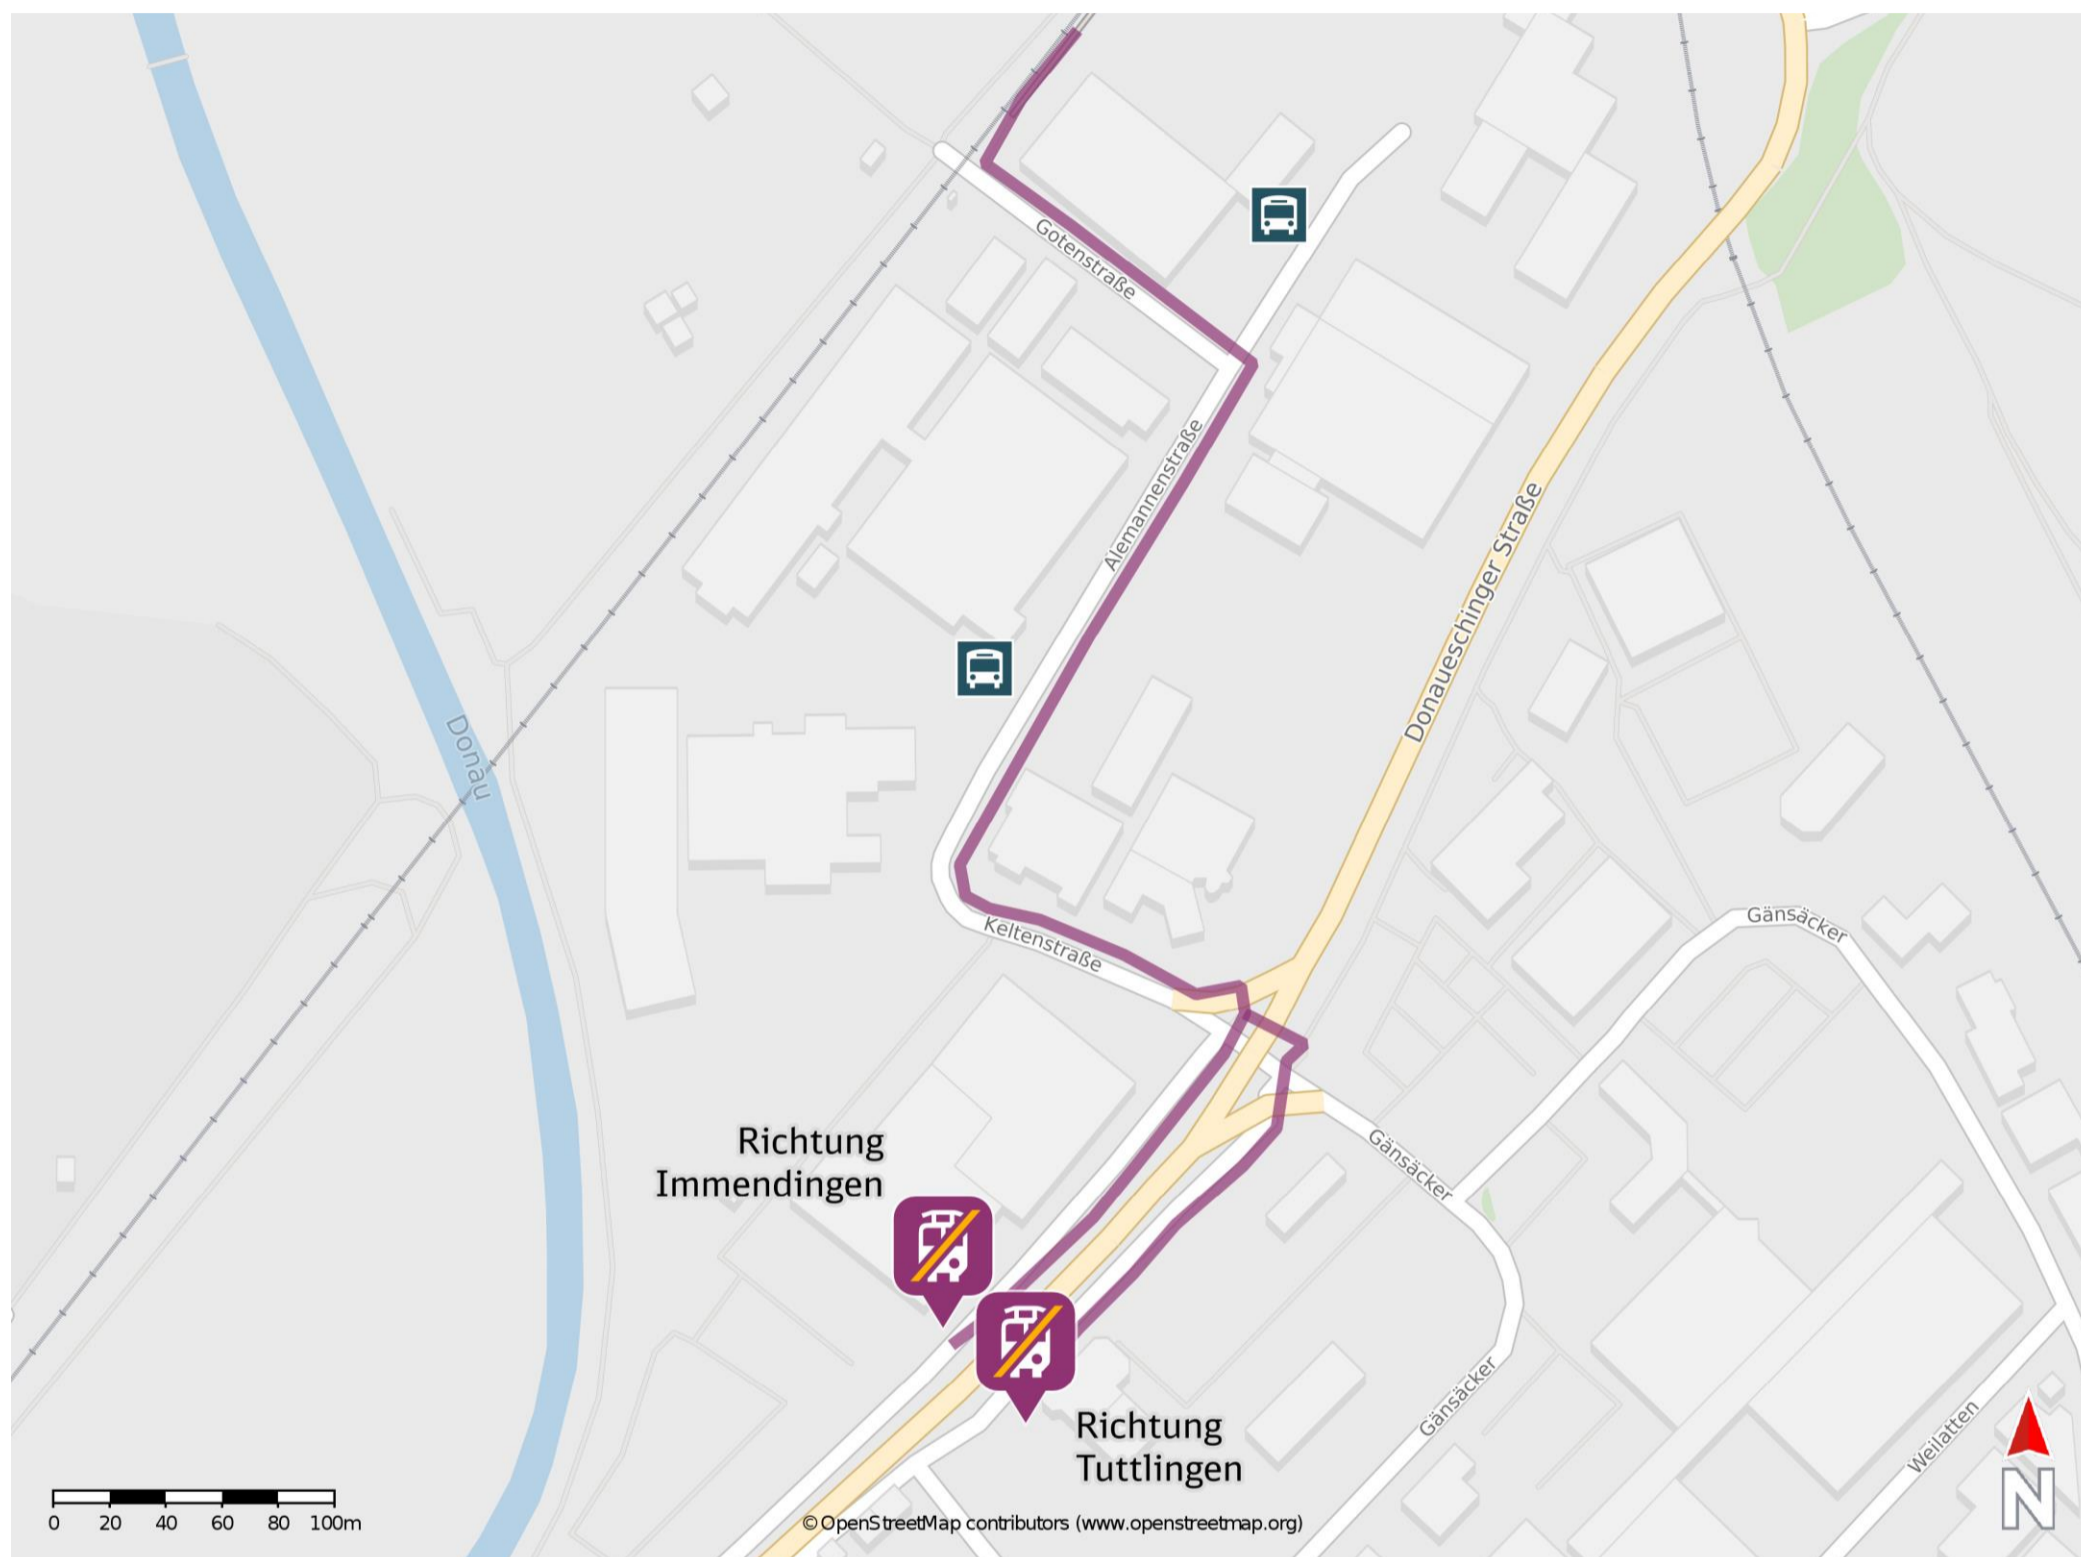 Gotenstraße
Alemannenstraße
Donaueschinger Straße
Donau
Keltenstraße
Gänsäcker
Richtung
Immendingen
Gänsäcker
Gänsäcker
Richtung
Tuttlingen
Weilatten
N
0 20 40 60 80 100m
© OpenStreetMap contributors (www.openstreetmap.org)